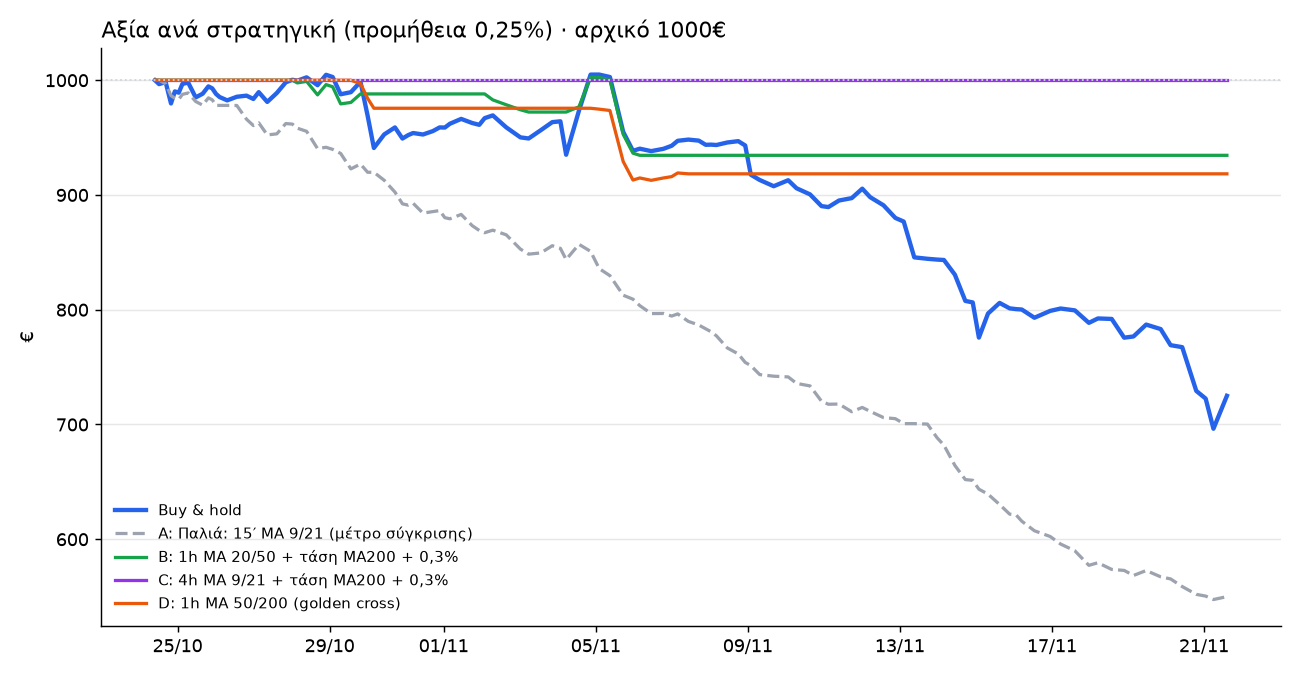 Αξία ανά στρατηγική (προμήθεια 0,25%) · αρχικό 1000€
1000
900
800
700
600
€
Buy & hold
A: Παλιά: 15′ MA 9/21 (μέτρο σύγκρισης)
B: 1h MA 20/50 + τάση MA200 + 0,3%
C: 4h MA 9/21 + τάση MA200 + 0,3%
D: 1h MA 50/200 (golden cross)
25/10 29/10 01/11 05/11 09/11 13/11 17/11 21/11